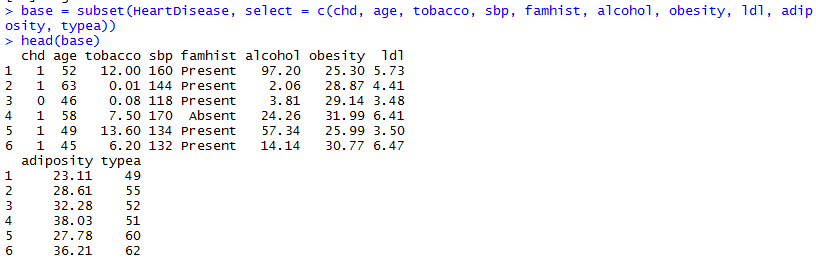 > base = subset(HeartDisease, select = c(chd, age, tobacco, sbp, famhist, alcohol, obesity, ldl, adip
osity, typea))
> head(base)
  chd age tobacco sbp famhist alcohol obesity  ldl
1   1  52   12.00 160 Present   97.20   25.30 5.73
2   1  63    0.01 144 Present    2.06   28.87 4.41
3   0  46    0.08 118 Present    3.81   29.14 3.48
4   1  58    7.50 170  Absent   24.26   31.99 6.41
5   1  49   13.60 134 Present   57.34   25.99 3.50
6   1  45    6.20 132 Present   14.14   30.77 6.47
  adiposity typea
1     23.11    49
2     28.61    55
3     32.28    52
4     38.03    51
5     27.78    60
6     36.21    62